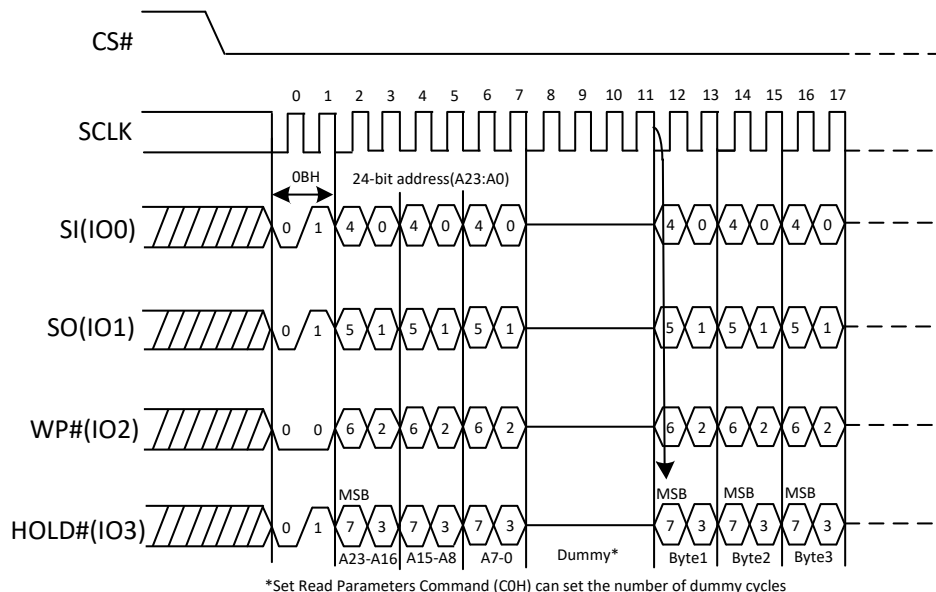 CS#
0 1 2 3 4 5 6 7 8 9 10 11 12 13 14 15 16 17
SCLK
0BH 24-bit address(A23:A0)
SI(IO0) 0 1 4 0 4 0 4 0 4 0 4 0 4 0
SO(IO1) 0 1 5 1 5 1 5 1 5 1 5 1 5 1
WP#(IO2) 0 0 6 2 6 2 6 2 6 2 6 2 6 2
MSB MSB MSB MSB
HOLD#(IO3) 0 1 7 3 7 3 7 3 7 3 7 3 7 3
A23-A16 A15-A8 A7-0 Dummy* Byte1 Byte2 Byte3
*Set Read Parameters Command (C0H) can set the number of dummy cycles